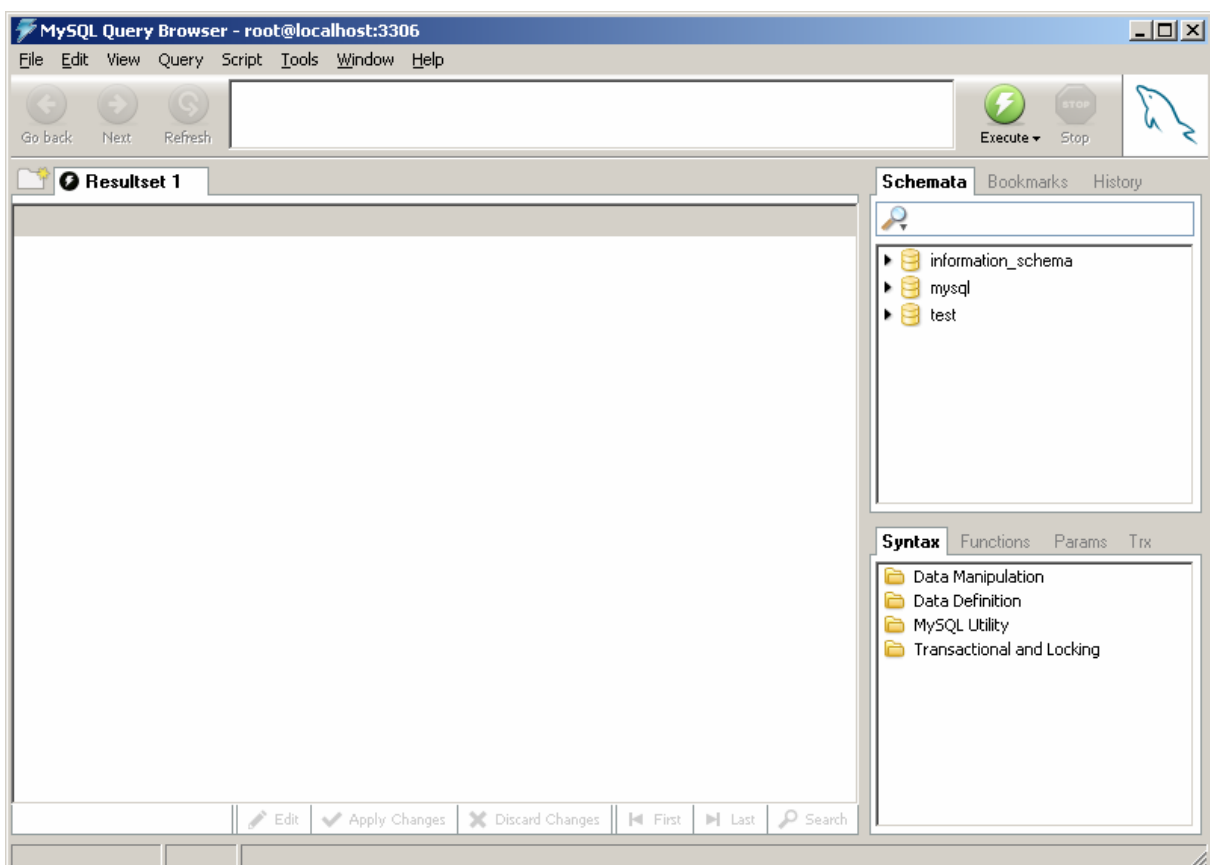 MySQL Query Browser - root@localhost:3306
File Edit View Query Script Tools Window Help
Go back Next Refresh Execute STOP Stop
Resultset 1
Schemata Bookmarks History
information_schema
mysql
test
Syntax Functions Params Trx
Data Manipulation
Data Definition
MySQL Utility
Transactional and Locking
Edit Apply Changes Discard Changes First Last Search